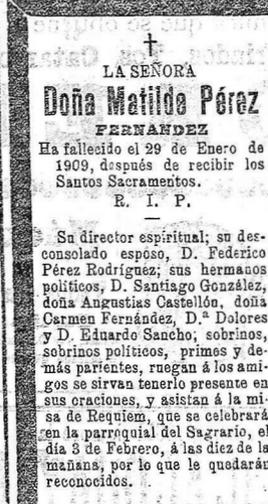 LA SEÑORA
Doña Matilde Pérez
FERNANDEZ
Ha fallecido el 29 de Enero de
1909, después de recibir los
Santos Sacramentos.
R. I. P.
Su director espiritual; su des-
consolado esposo, D. Federico
Pérez Rodríguez; sus hermanos
políticos, D. Santiago González,
doña Angustias Castellón, doña
Carmen Fernández, D.ª Dolores
y D. Eduardo Sancho; sobrinos,
sobrinos políticos, primos y de-
más parientes, ruegan á los ami-
gos se sirvan tenerlo presente en
sus oraciones, y asistan á la mi-
sa de Requiem, que se celebrará
en la parroquial del Sagrario, el
día 3 de Febrero, á las diez de la
mañana, por lo que le quedarán
reconocidos.